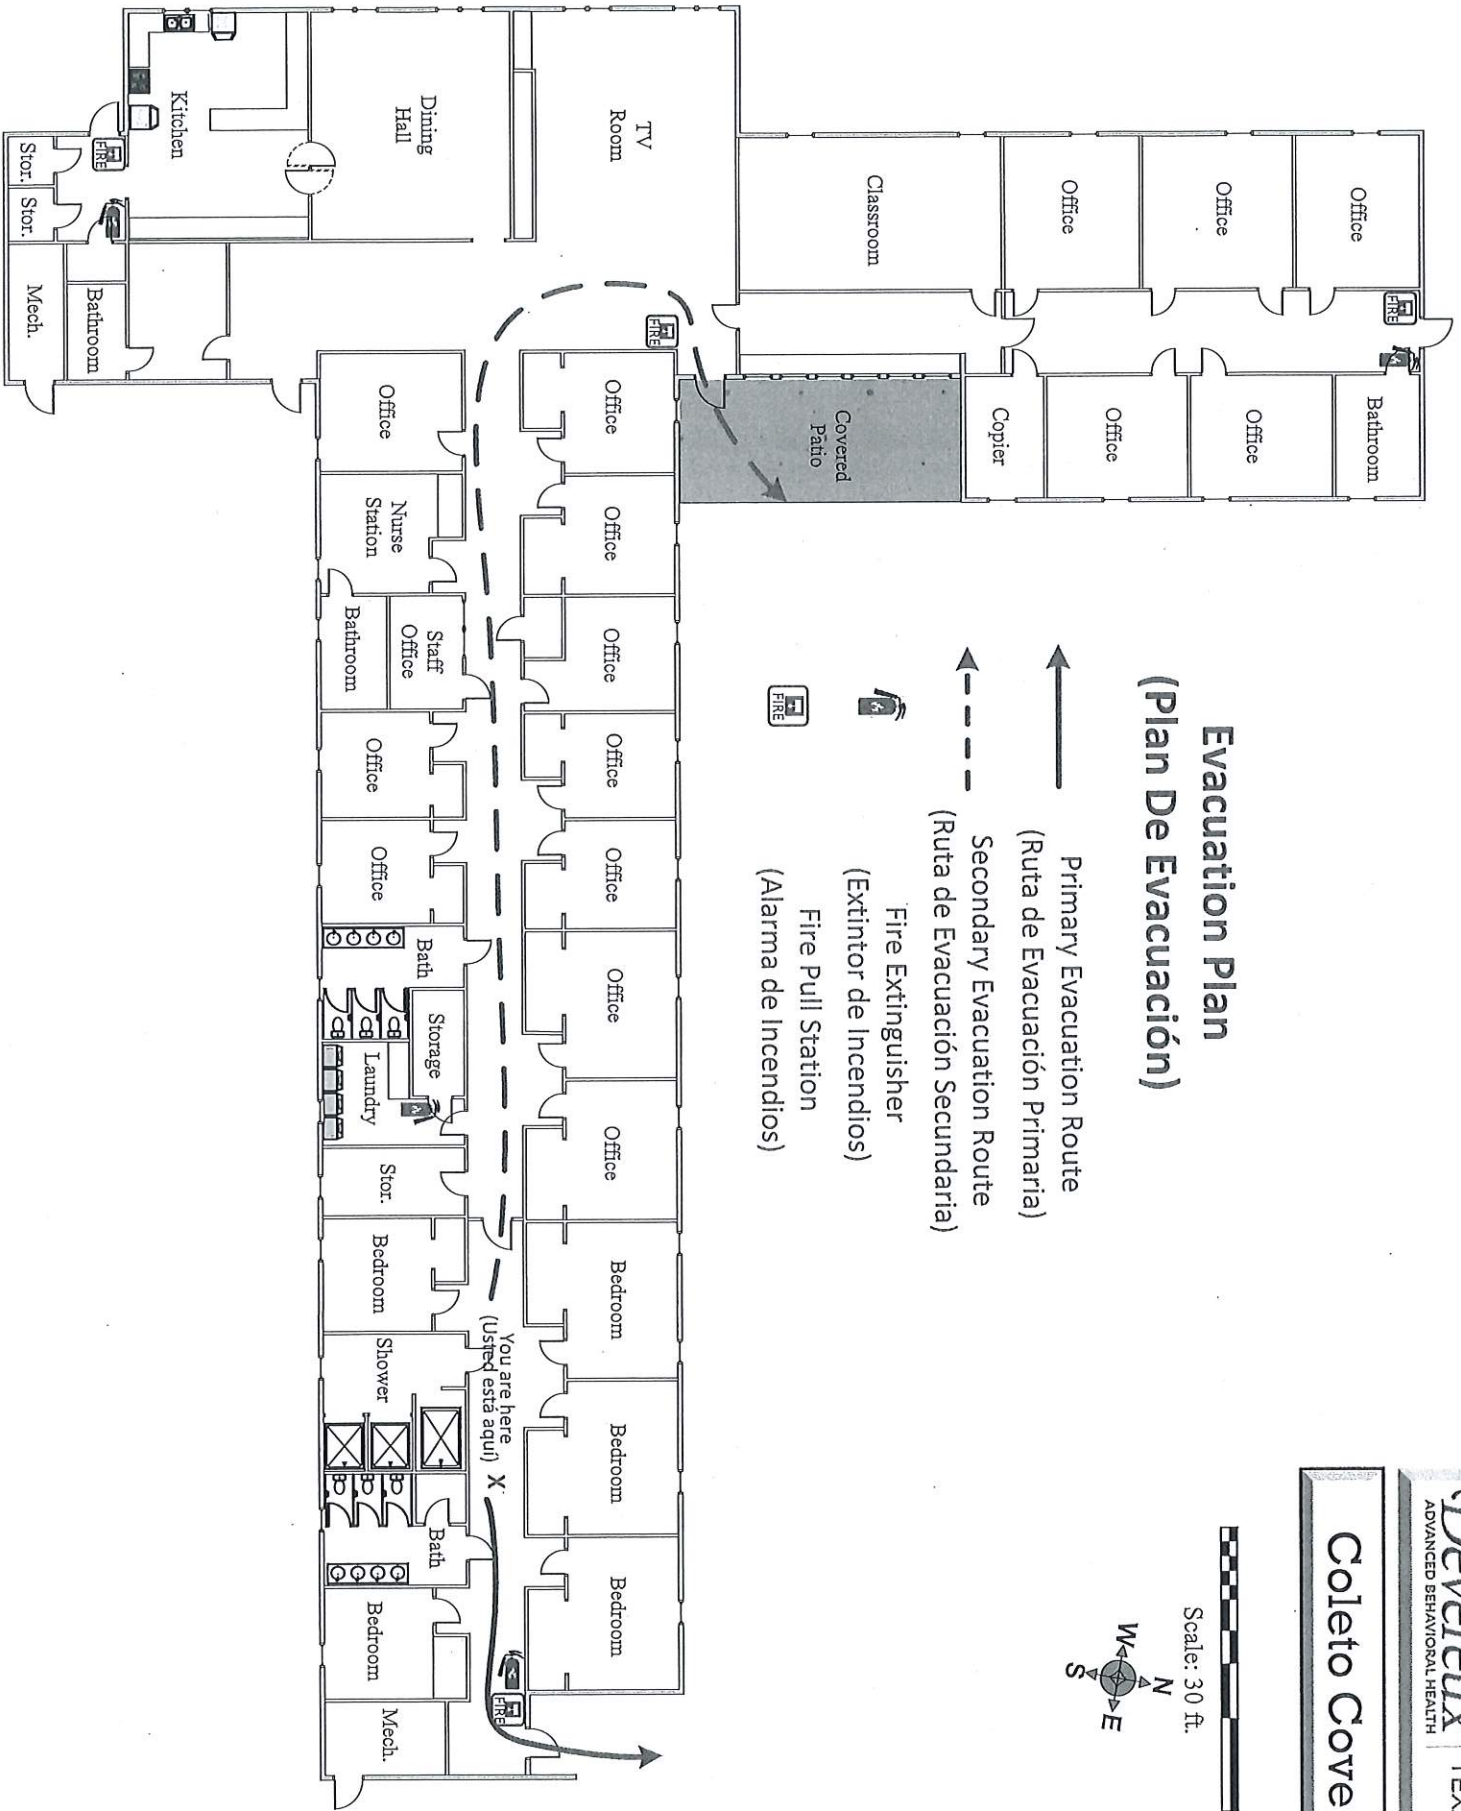 Devereux
ADVANCED BEHAVIORAL HEALTH
TEX
Coleto Cove
Scale: 30 ft.
N
W
E
S
Evacuation Plan
(Plan De Evacuación)
Primary Evacuation Route
(Ruta de Evacuación Primaria)
Secondary Evacuation Route
(Ruta de Evacuación Secundaria)
Fire Extinguisher
(Extintor de Incendios)
FIRE
Fire Pull Station
(Alarma de Incendios)
Office
FIRE
Bathroom
Office
Office
Office
Office
Copier
Classroom
Covered
Patio
TV
Room
FIRE
Office
Office
Office
Office
Office
Office
Office
Bedroom
Bedroom
Bedroom
You are here
(Usted está aquí)
X
FIRE
Dining
Hall
Office
Nurse
Station
Staff
Office
Bathroom
Office
Office
Bath
Storage
Laundry
Stor.
Bedroom
Shower
Bath
Bedroom
Mech.
Kitchen
FIRE
Bathroom
Stor.
Stor.
Mech.